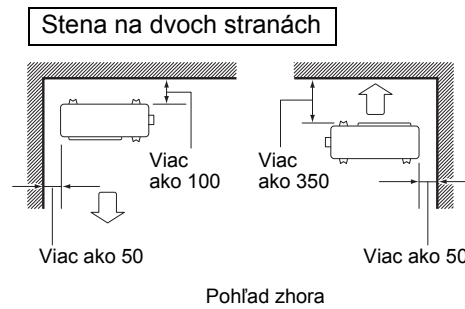 Stena na dvoch stranách
Viac
ako 100
Viac
ako 350
Viac ako 50
Viac ako 50
Pohľad zhora